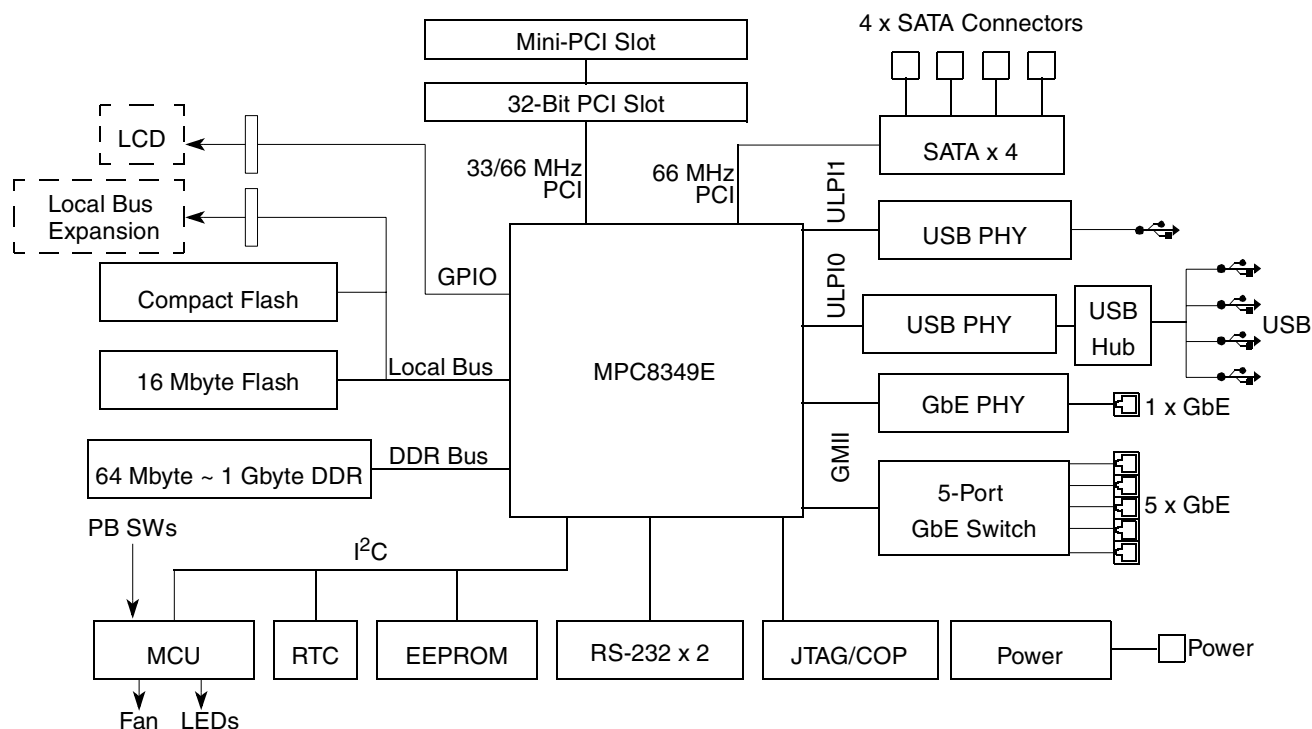 Mini-PCI Slot
4 x SATA Connectors
32-Bit PCI Slot
LCD
SATA x 4
33/66 MHz
PCI
66 MHz
PCI
ULPI1
Local Bus
Expansion
USB PHY
GPIO
ULPI0
Compact Flash
USB PHY
USB
Hub
USB
MPC8349E
16 Mbyte Flash
Local Bus
GbE PHY
1 x GbE
GMII
64 Mbyte ~ 1 Gbyte DDR
DDR Bus
5-Port
GbE Switch
5 x GbE
PB SWs
I²C
MCU
RTC
EEPROM
RS-232 x 2
JTAG/COP
Power
Power
Fan
LEDs